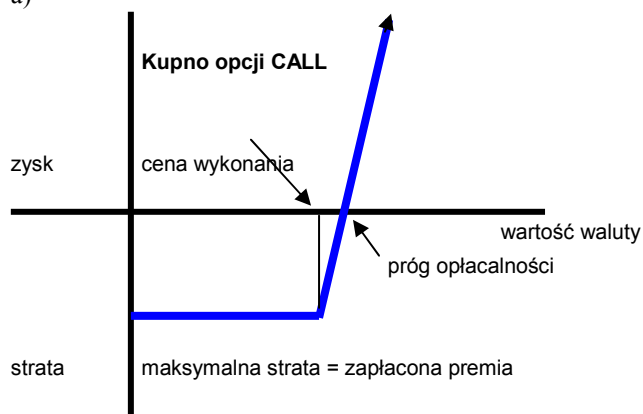 a)
Kupno opcji CALL
zysk
cena wykonania
wartość waluty
próg opłacalności
strata
maksymalna strata = zapłacona premia